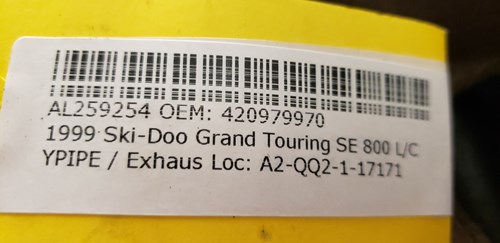 AL259254 OEM: 420979970
1999 Ski-Doo Grand Touring SE 800 L/C
YPIPE / Exhaus Loc: A2-QQ2-1-17171